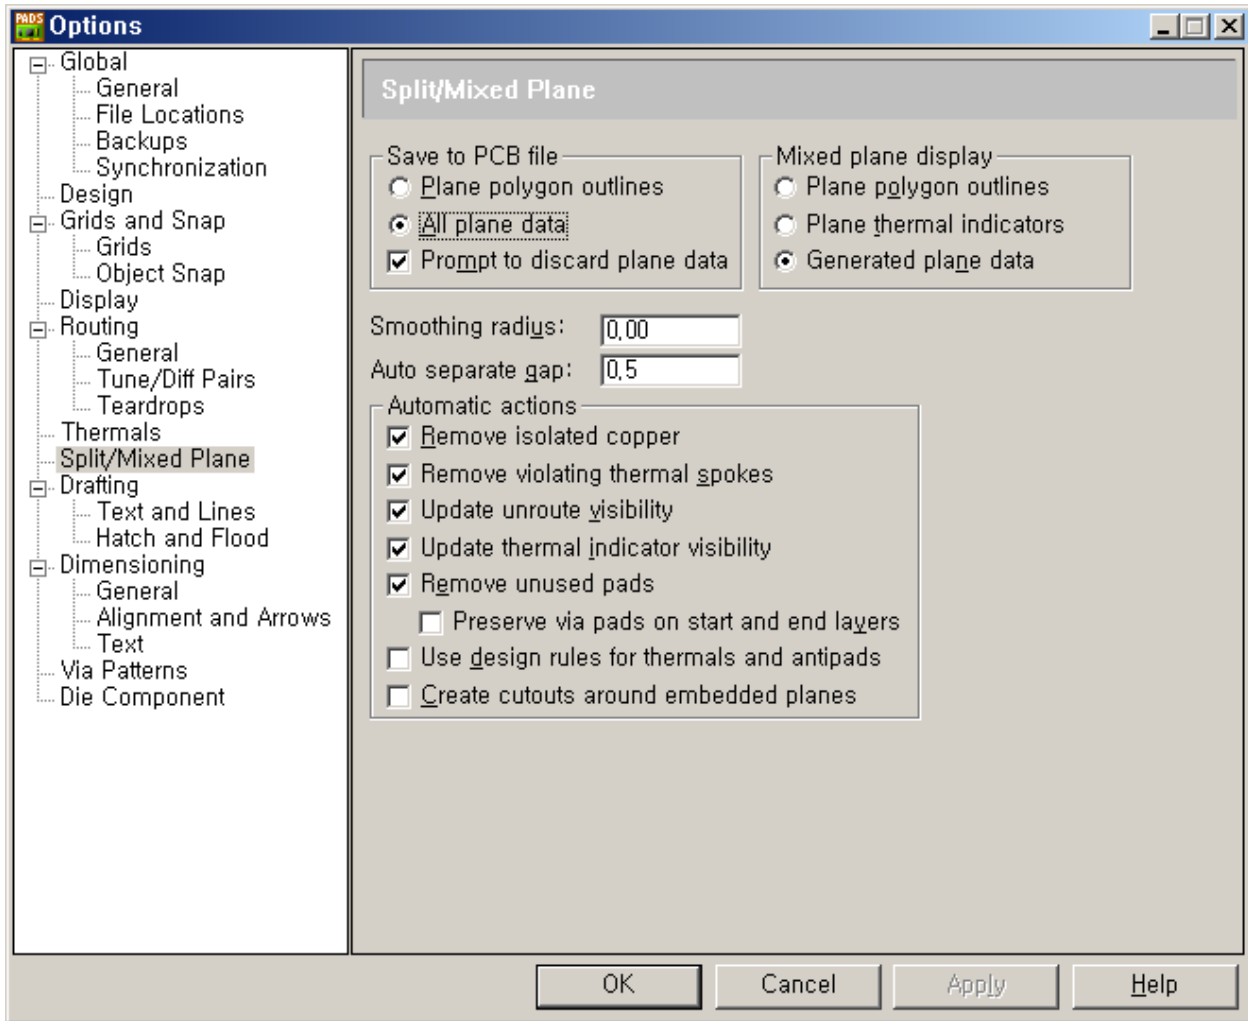 PADS
Options
Global
General
File Locations
Backups
Synchronization
Design
Grids and Snap
Grids
Object Snap
Display
Routing
General
Tune/Diff Pairs
Teardrops
Thermals
Split/Mixed Plane
Drafting
Text and Lines
Hatch and Flood
Dimensioning
General
Alignment and Arrows
Text
Via Patterns
Die Component
Split/Mixed Plane
Save to PCB file
Plane polygon outlines
All plane data
Prompt to discard plane data
Mixed plane display
Plane polygon outlines
Plane thermal indicators
Generated plane data
Smoothing radius: 0.00
Auto separate gap: 0.5
Automatic actions
Remove isolated copper
Remove violating thermal spokes
Update unroute visibility
Update thermal indicator visibility
Remove unused pads
Preserve via pads on start and end layers
Use design rules for thermals and antipads
Create cutouts around embedded planes
OK Cancel Apply Help